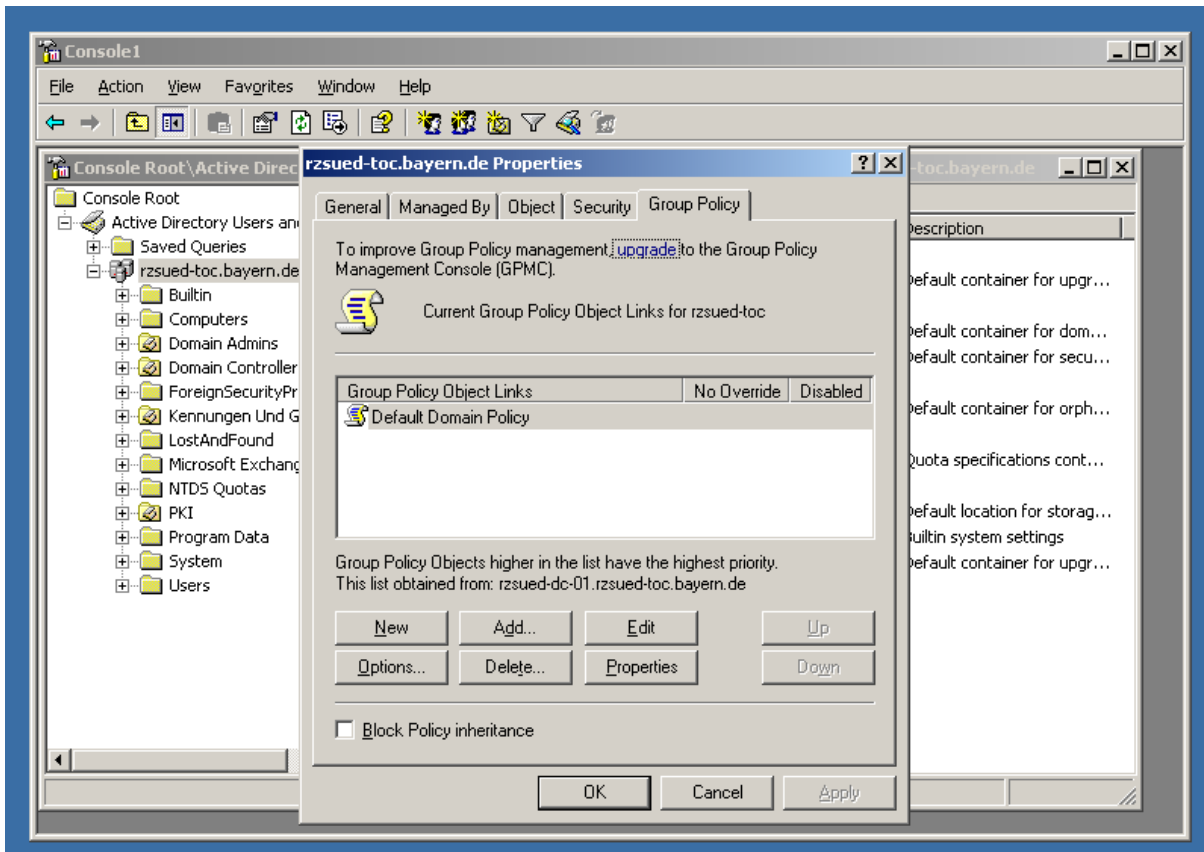 Console1
File Action View Favorites Window Help
Console Root\Active Direc
-toc.bayern.de
Console Root
Active Directory Users an
Saved Queries
rzsued-toc.bayern.de
Builtin
Computers
Domain Admins
Domain Controller
ForeignSecurityPr
Kennungen Und G
LostAndFound
Microsoft Exchang
NTDS Quotas
PKI
Program Data
System
Users
rzsued-toc.bayern.de Properties
General Managed By Object Security Group Policy
To improve Group Policy management, upgrade to the Group Policy
Management Console (GPMC).
Current Group Policy Object Links for rzsued-toc
Group Policy Object Links No Override Disabled
Default Domain Policy
Group Policy Objects higher in the list have the highest priority.
This list obtained from: rzsued-dc-01.rzsued-toc.bayern.de
New Add... Edit Up
Options... Delete... Properties Down
Block Policy inheritance
OK Cancel Apply
Description
Default container for upgr...
Default container for dom...
Default container for secu...
Default container for orph...
Quota specifications cont...
Default location for storag...
Builtin system settings
Default container for upgr...